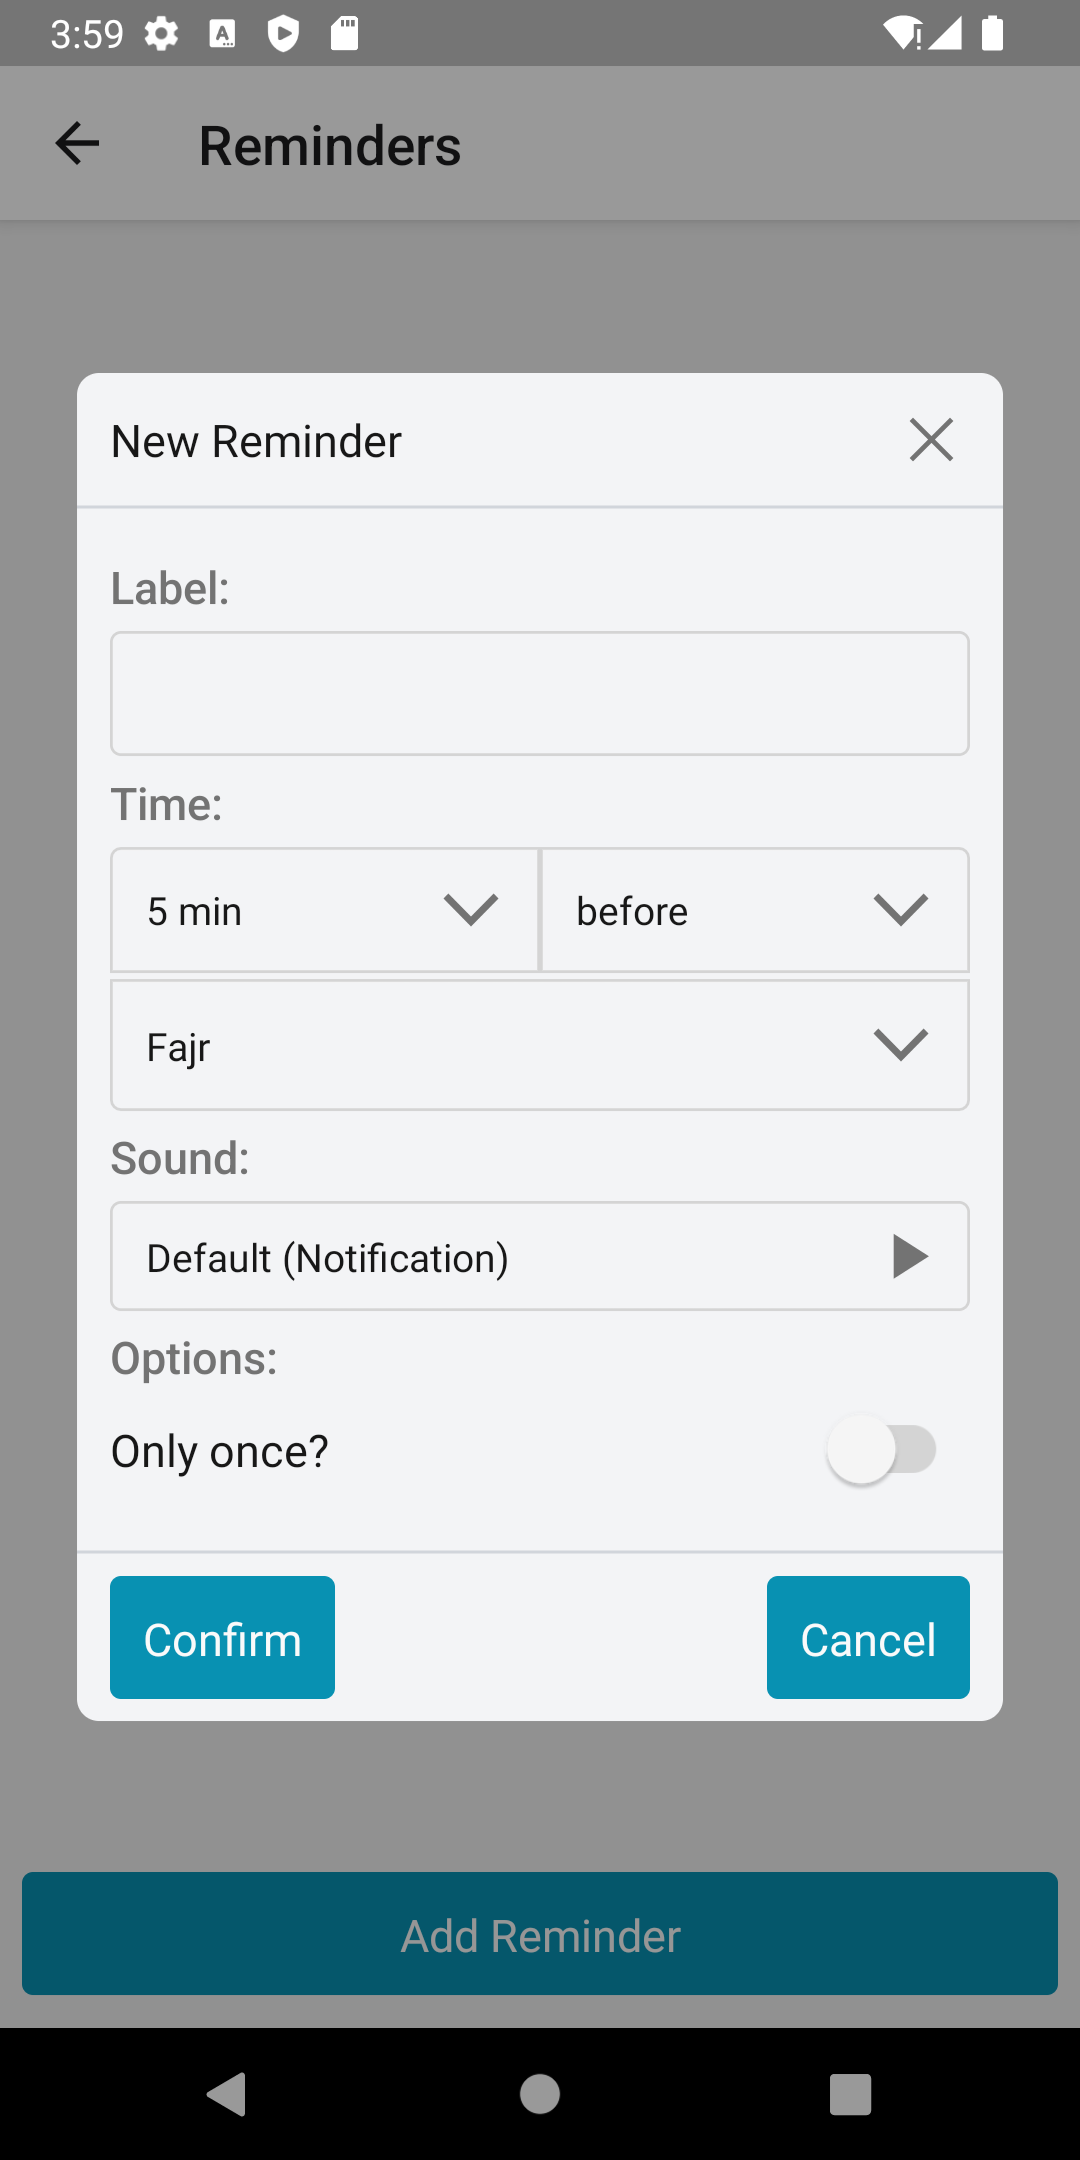 3:59
Reminders
New Reminder
Label:
Time:
5 min
before
Fajr
Sound:
Default (Notification)
Options:
Only once?
Confirm
Cancel
Add Reminder